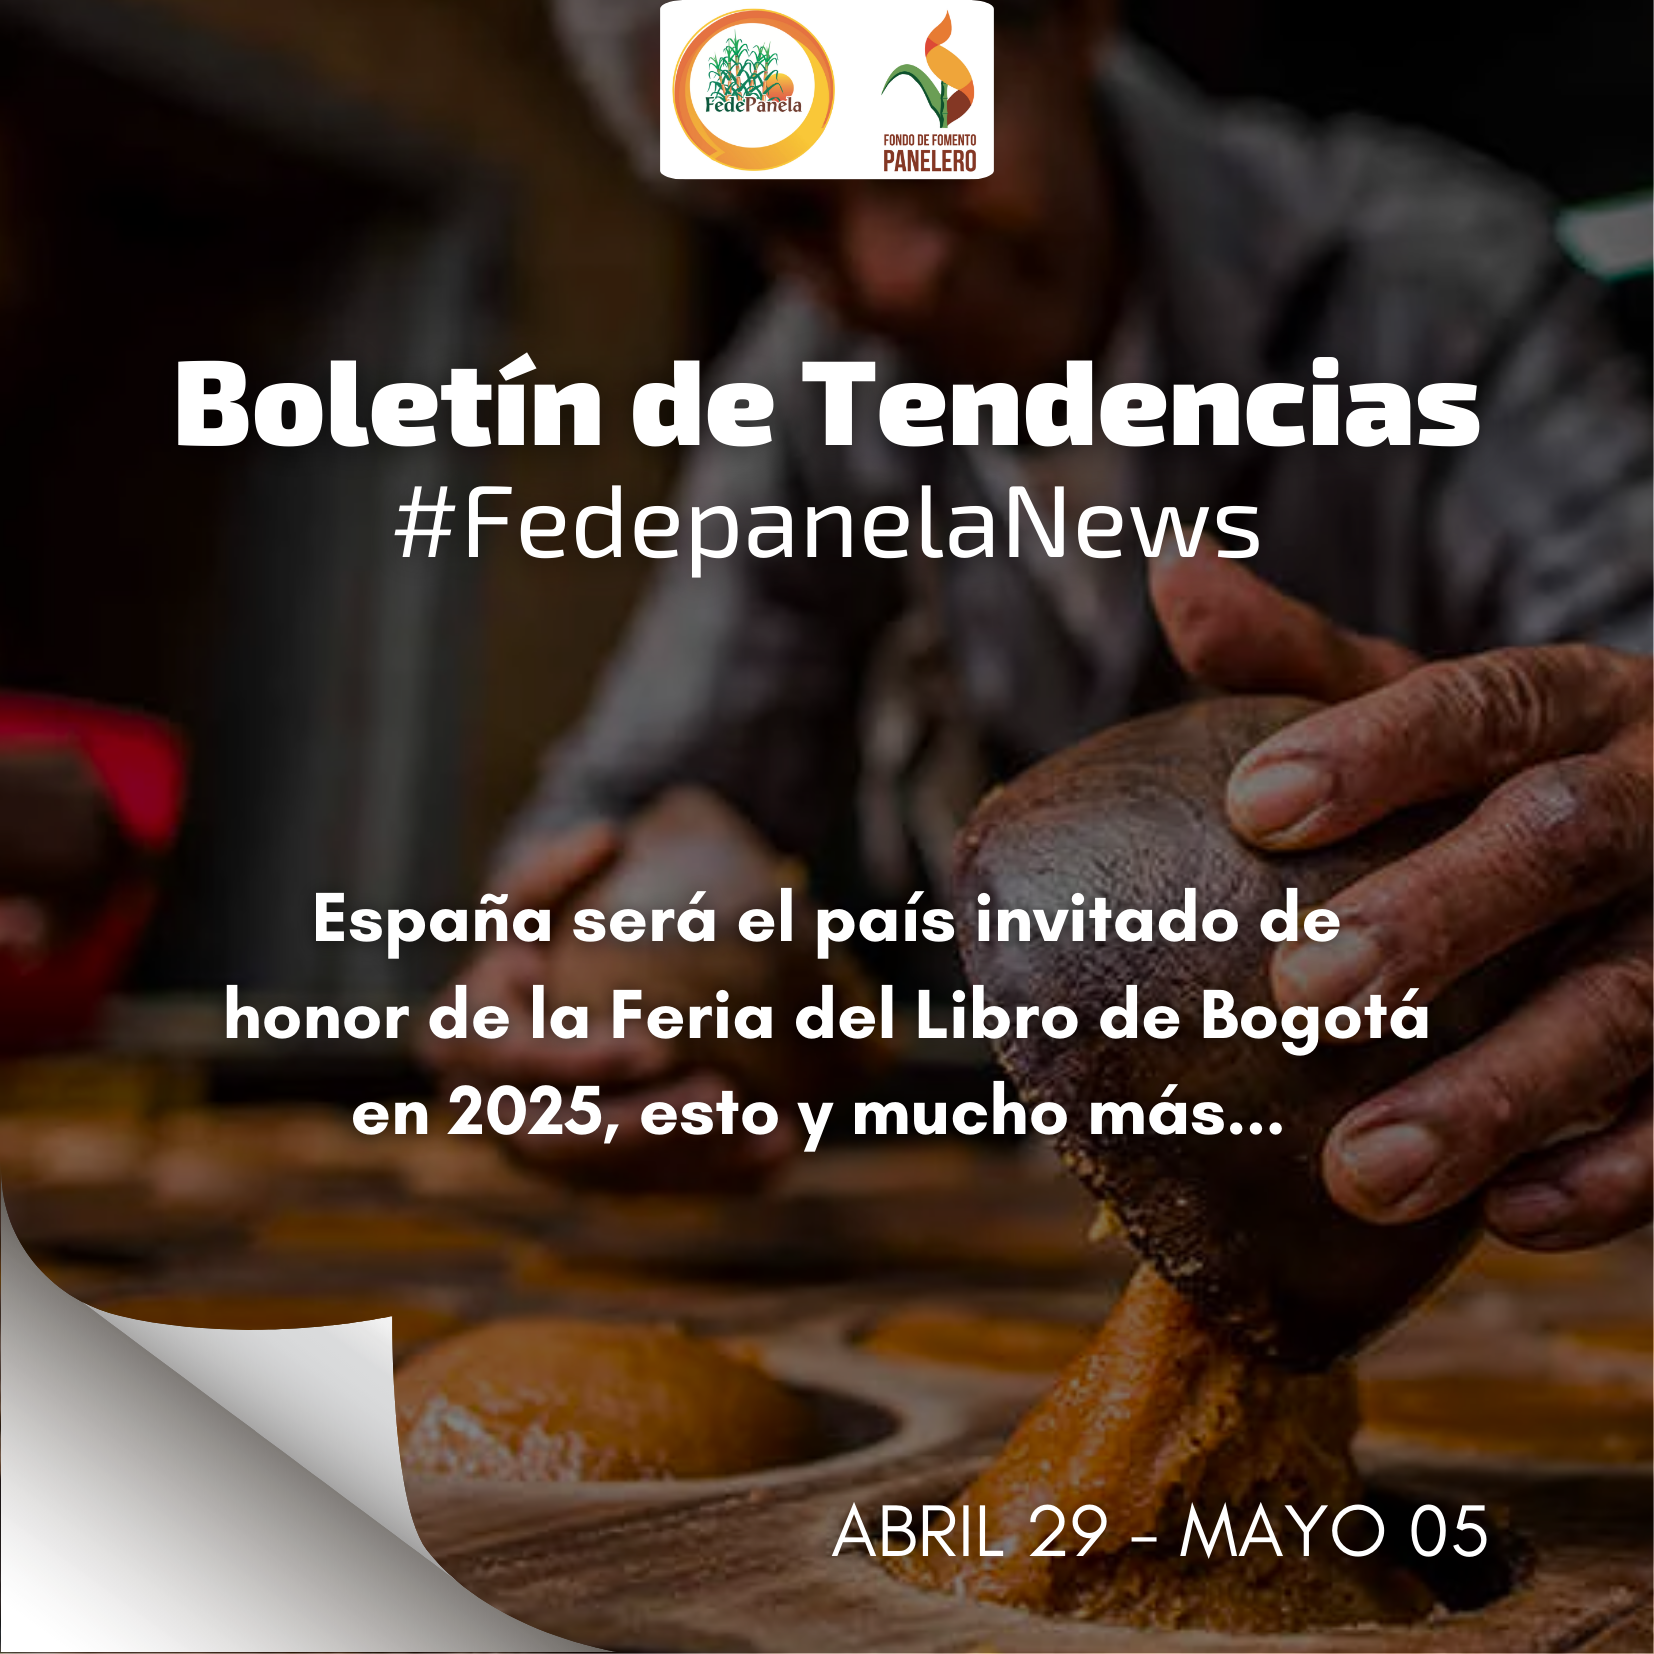 FedePanela
FONDO DE FOMENTO
PANELERO
Boletín de Tendencias
#FedepanelaNews
España será el país invitado de
honor de la Feria del Libro de Bogotá
en 2025, esto y mucho más...
ABRIL 29 - MAYO 05